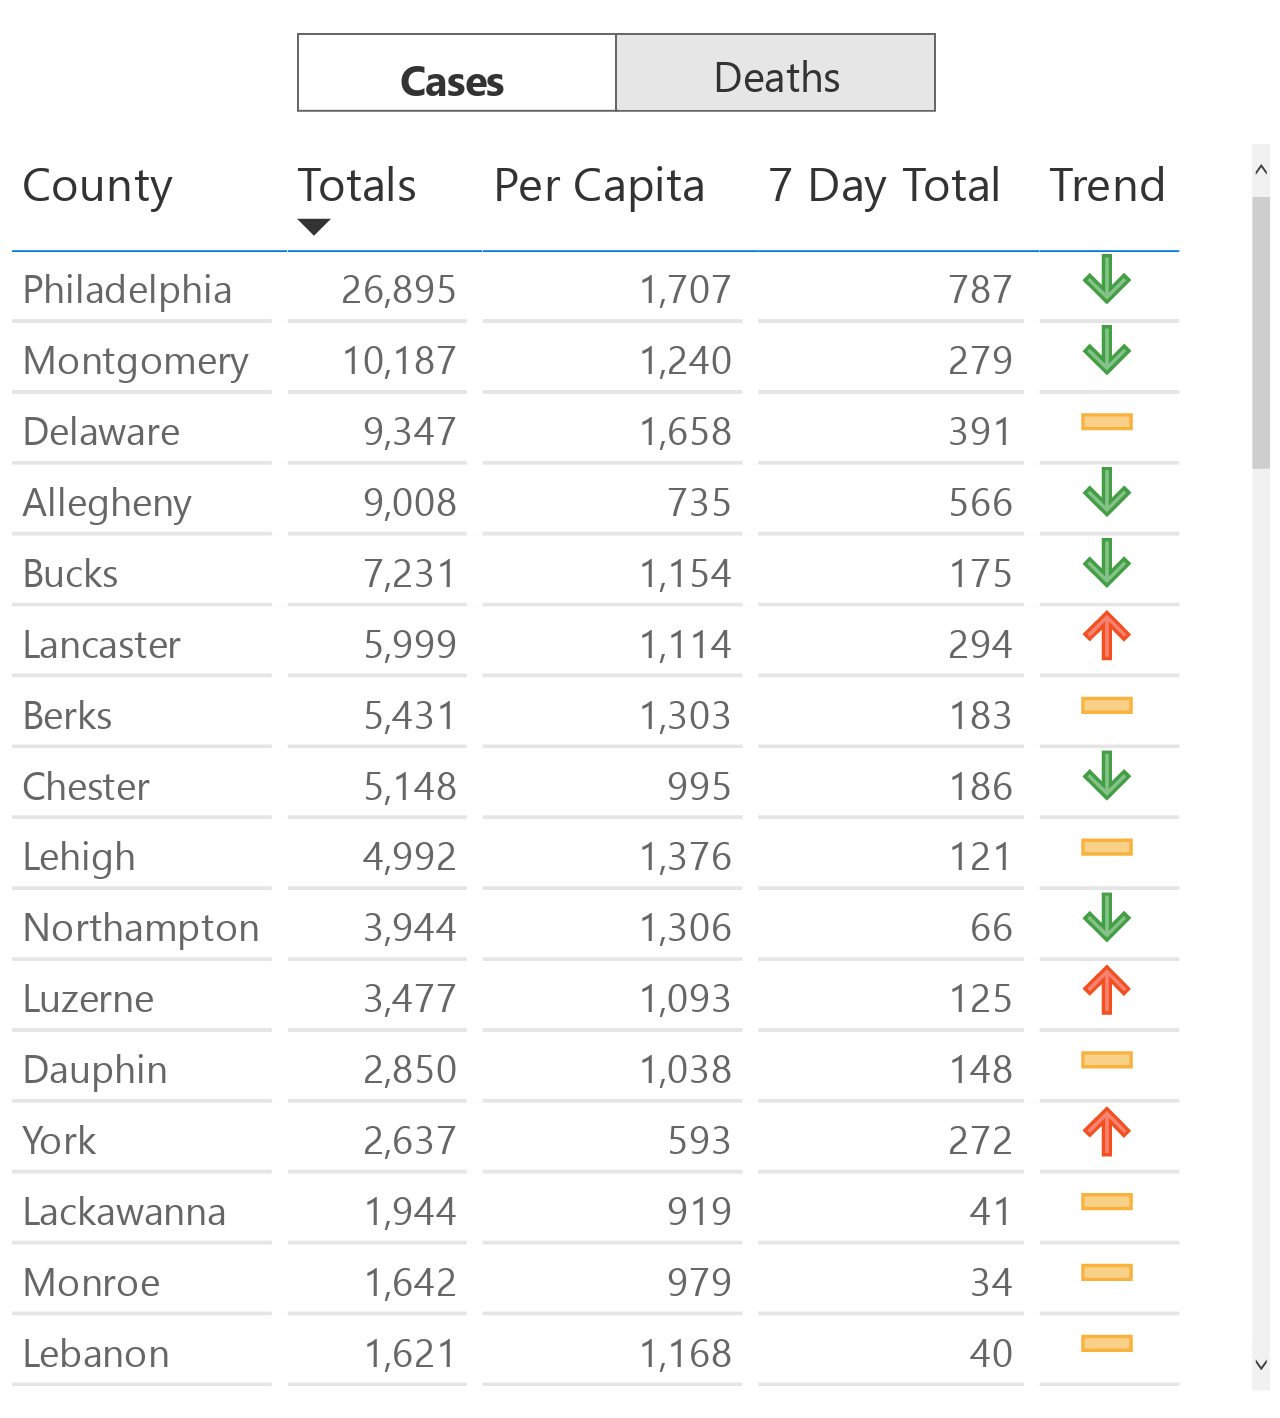 Cases Deaths
County Totals Per Capita 7 Day Total Trend
Philadelphia 26,895 1,707 787
Montgomery 10,187 1,240 279
Delaware 9,347 1,658 391
Allegheny 9,008 735 566
Bucks 7,231 1,154 175
Lancaster 5,999 1,114 294
Berks 5,431 1,303 183
Chester 5,148 995 186
Lehigh 4,992 1,376 121
Northampton 3,944 1,306 66
Luzerne 3,477 1,093 125
Dauphin 2,850 1,038 148
York 2,637 593 272
Lackawanna 1,944 919 41
Monroe 1,642 979 34
Lebanon 1,621 1,168 40